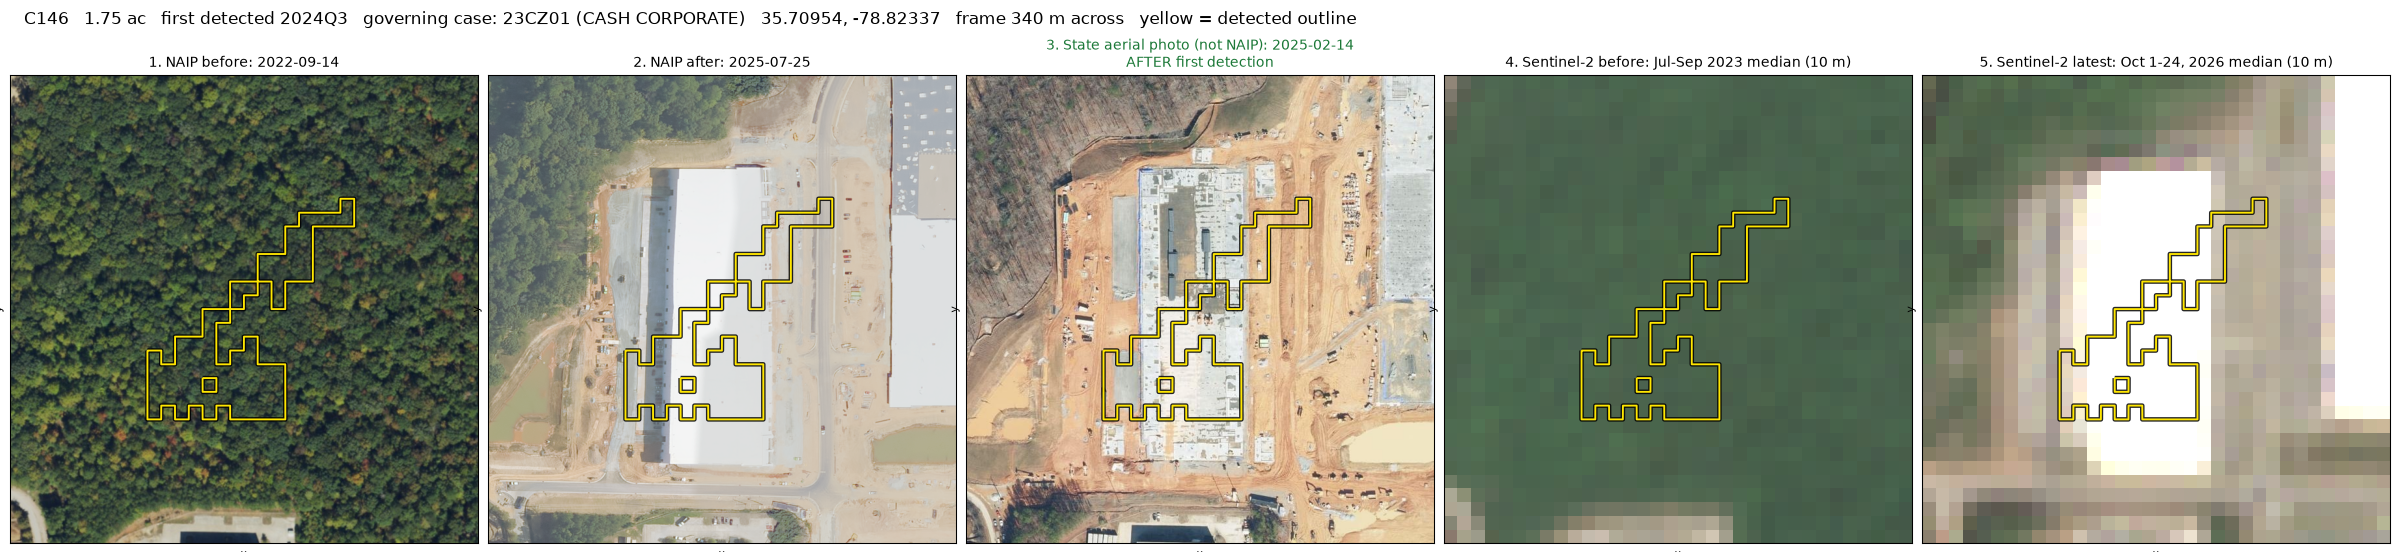 C146   1.75 ac   first detected 2024Q3   governing case: 23CZ01 (CASH CORPORATE)   35.70954, -78.82337   frame 340 m across   yellow = detected outline
1. NAIP before: 2022-09-14
2. NAIP after: 2025-07-25
3. State aerial photo (not NAIP): 2025-02-14
AFTER first detection
4. Sentinel-2 before: Jul-Sep 2023 median (10 m)
5. Sentinel-2 latest: Oct 1-24, 2026 median (10 m)